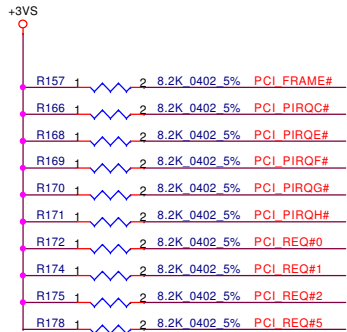 +3VS
R157 1 2 8.2K_0402_5% PCI_FRAME#
R166 1 2 8.2K_0402_5% PCI_PIRQC#
R168 1 2 8.2K_0402_5% PCI_PIRQE#
R169 1 2 8.2K_0402_5% PCI_PIRQF#
R170 1 2 8.2K_0402_5% PCI_PIRQG#
R171 1 2 8.2K_0402_5% PCI_PIRQH#
R172 1 2 8.2K_0402_5% PCI_REQ#0
R174 1 2 8.2K_0402_5% PCI_REQ#1
R175 1 2 8.2K_0402_5% PCI_REQ#2
R178 1 2 8.2K_0402_5% PCI_REQ#5